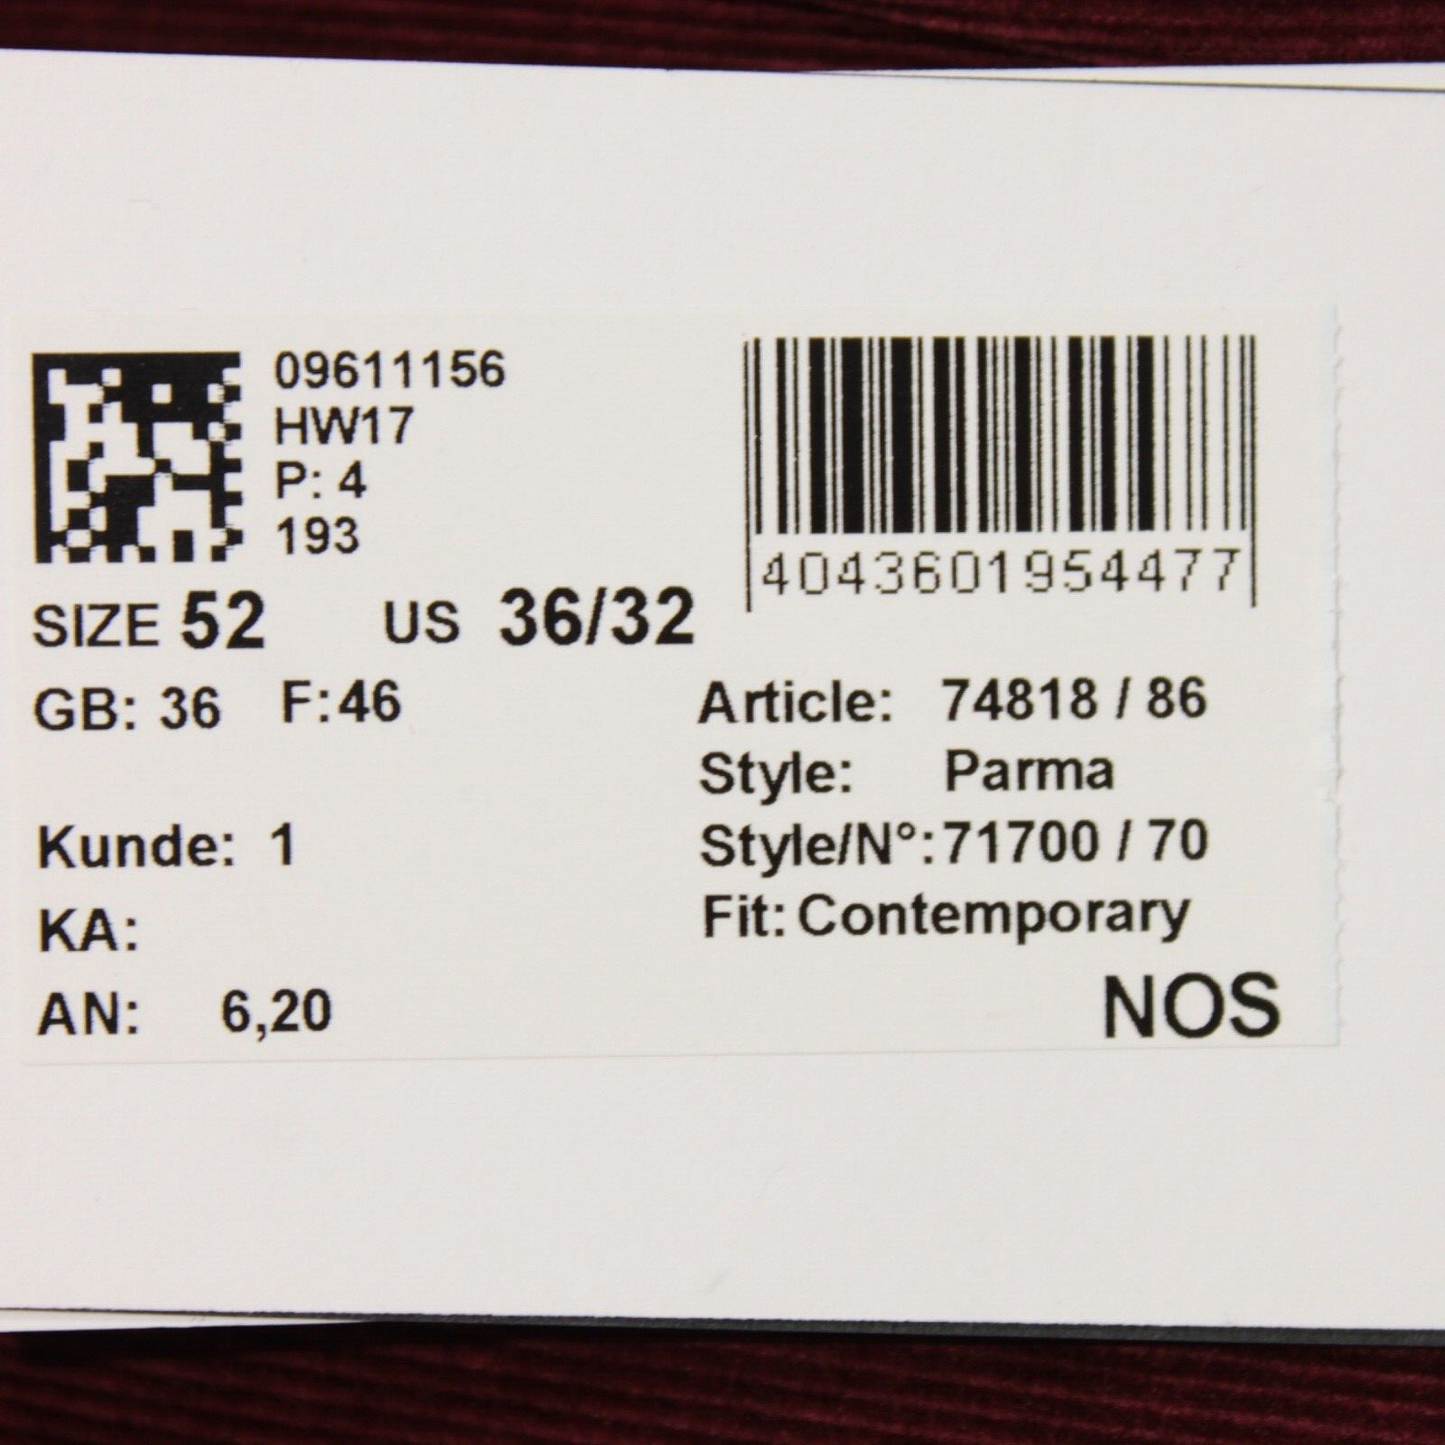 09611156
HW17
P: 4
193
4043601954477
SIZE 52 US 36/32
GB: 36 F:46
Kunde: 1
KA:
AN: 6,20
Article: 74818 / 86
Style: Parma
Style/N°:71700 / 70
Fit: Contemporary
NOS